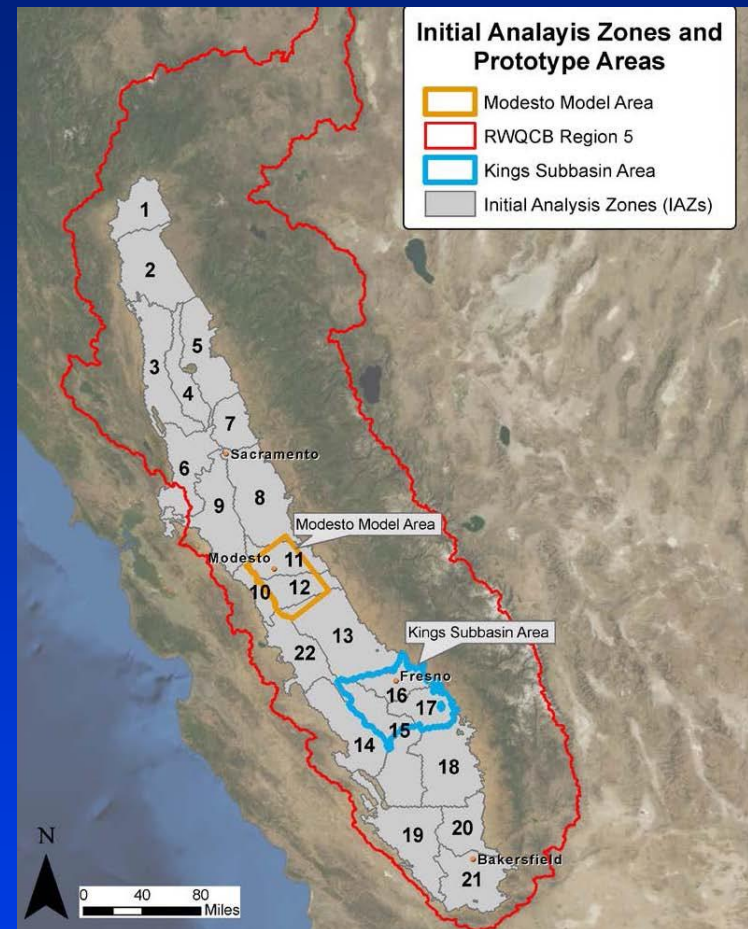 Initial Analayis Zones and
Prototype Areas
Modesto Model Area
RWQCB Region 5
Kings Subbasin Area
Initial Analysis Zones (IAZs)
1
2
5
3
4
7
Sacramento
6
9
8
Modesto Model Area
Modesto
11
10
12
13
Kings Subbasin Area
22
Fresno
16
17
15
14
18
19
20
Bakersfield
21
N
0 40 80
Miles